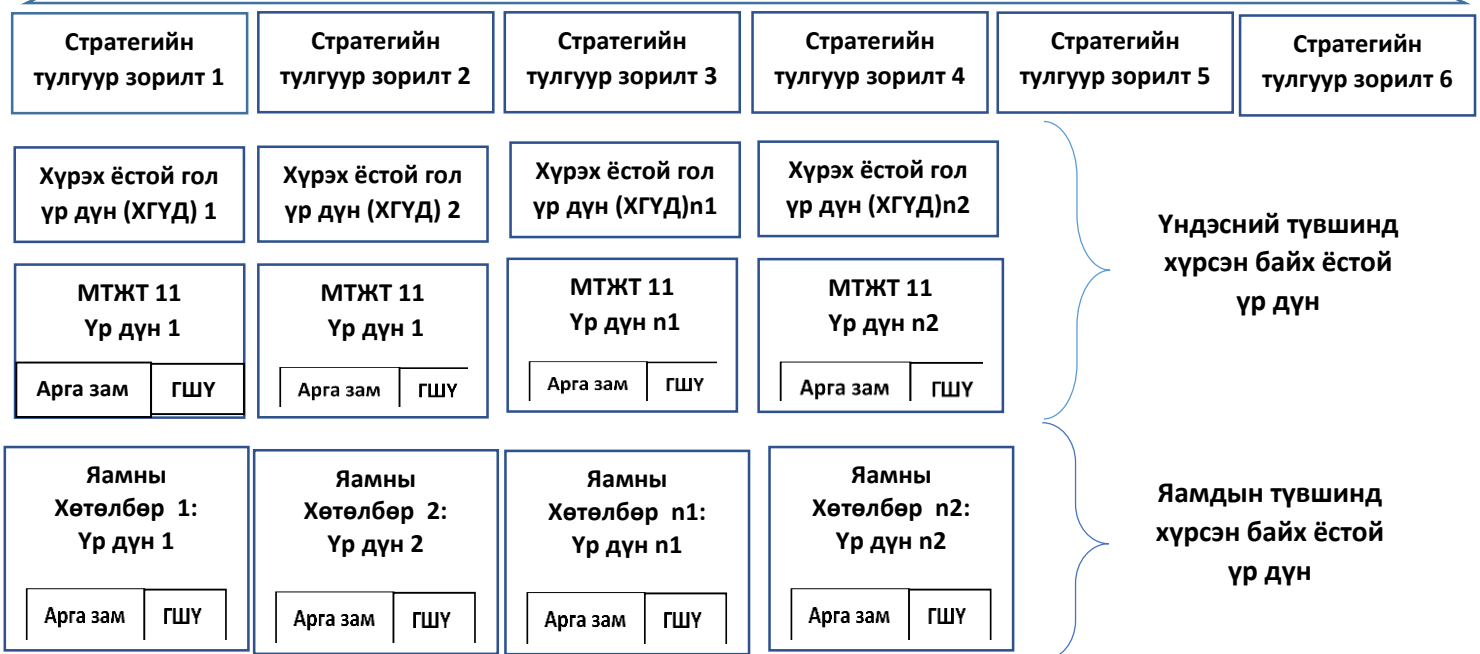 Стратегийн
тулгуур зорилт 1
Стратегийн
тулгуур зорилт 2
Стратегийн
тулгуур зорилт 3
Стратегийн
тулгуур зорилт 4
Стратегийн
тулгуур зорилт 5
Стратегийн
тулгуур зорилт 6
Хүрэх ёстой гол
үр дүн (ХГҮД) 1
Хүрэх ёстой гол
үр дүн (ХГҮД) 2
Хүрэх ёстой гол
үр дүн (ХГҮД)n1
Хүрэх ёстой гол
үр дүн (ХГҮД)n2
Үндэсний түвшинд
хүрсэн байх ёстой
үр дүн
МТЖТ 11
Үр дүн 1
Арга зам ГШҮ
МТЖТ 11
Үр дүн 1
Арга зам ГШҮ
МТЖТ 11
Үр дүн n1
Арга зам ГШҮ
МТЖТ 11
Үр дүн n2
Арга зам ГШҮ
Яамны
Хөтөлбөр 1:
Үр дүн 1
Арга зам ГШҮ
Яамны
Хөтөлбөр 2:
Үр дүн 2
Арга зам ГШҮ
Яамны
Хөтөлбөр n1:
Үр дүн n1
Арга зам ГШҮ
Яамны
Хөтөлбөр n2:
Үр дүн n2
Арга зам ГШҮ
Яамдын түвшинд
хүрсэн байх ёстой
үр дүн